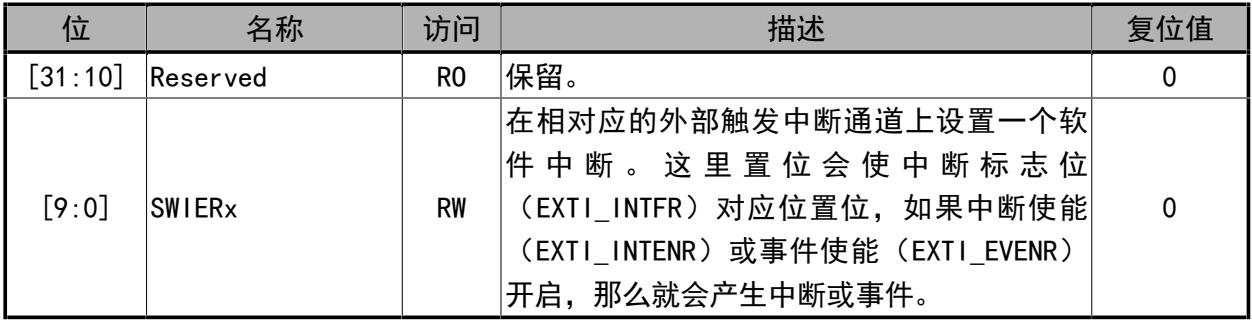 位 名称 访问 描述 复位值
[31:10] Reserved RO 保留。 0
在相对应的外部触发中断通道上设置一个软
件中断。这里置位会使中断标志位
[9:0] SWIERx RW （EXTI_INTFR）对应位置位，如果中断使能 0
（EXTI_INTENR）或事件使能（EXTI_EVENR）
开启，那么就会产生中断或事件。